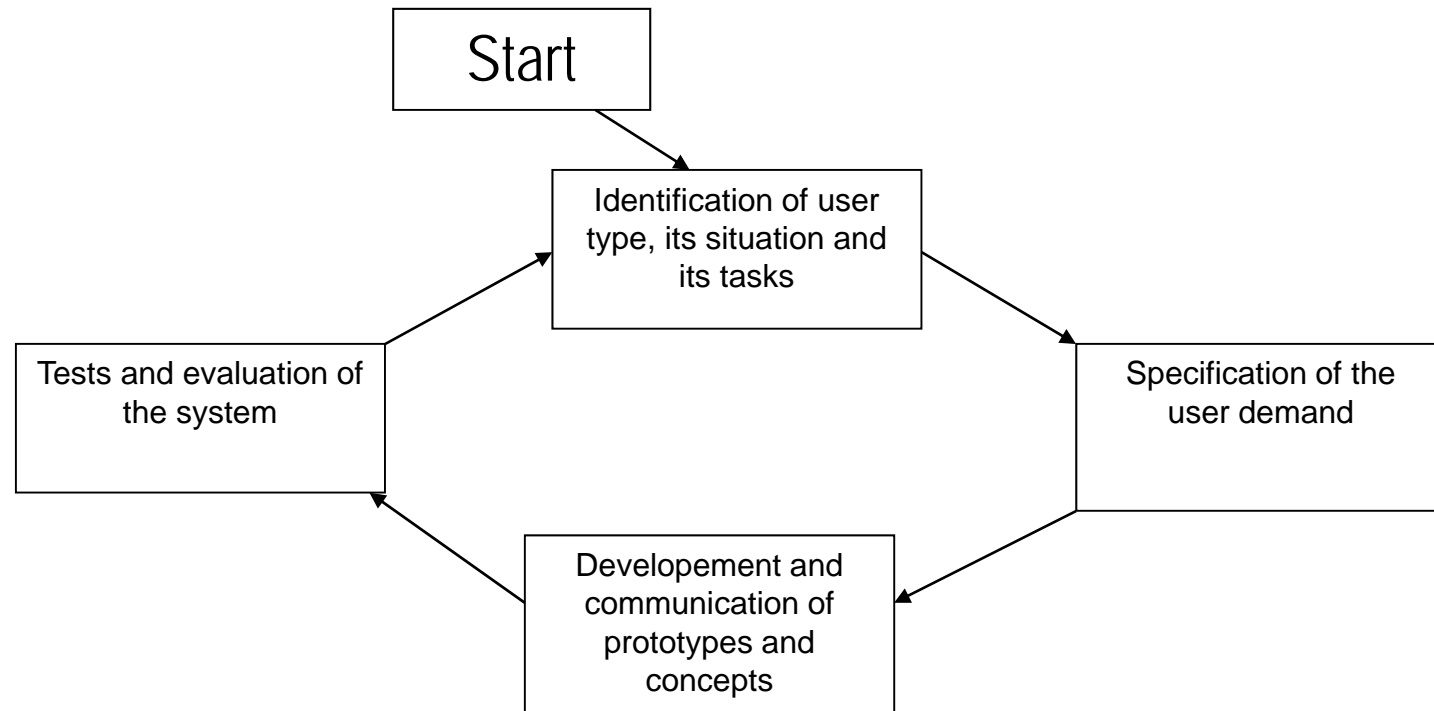 Start
Identification of user
type, its situation and
its tasks
Tests and evaluation of
the system
Specification of the
user demand
Developement and
communication of
prototypes and
concepts